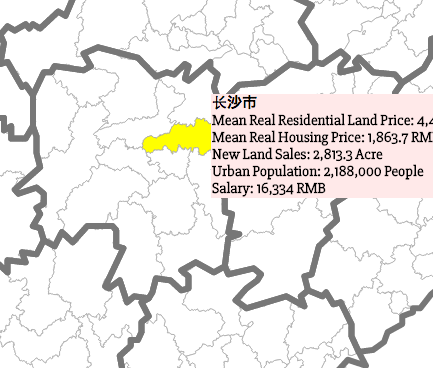 长沙市
Mean Real Residential Land Price: 4,4
Mean Real Housing Price: 1,863.7 RM
New Land Sales: 2,813.3 Acre
Urban Population: 2,188,000 People
Salary: 16,334 RMB